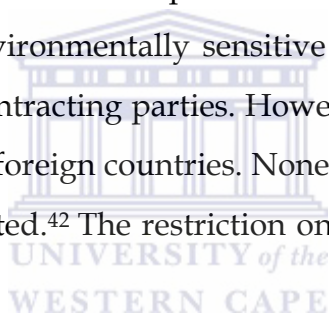 vironmentally sensitive
ntracting parties. Howe
foreign countries. None
ted.⁴² The restriction on
UNIVERSITY of the
WESTERN CAPE